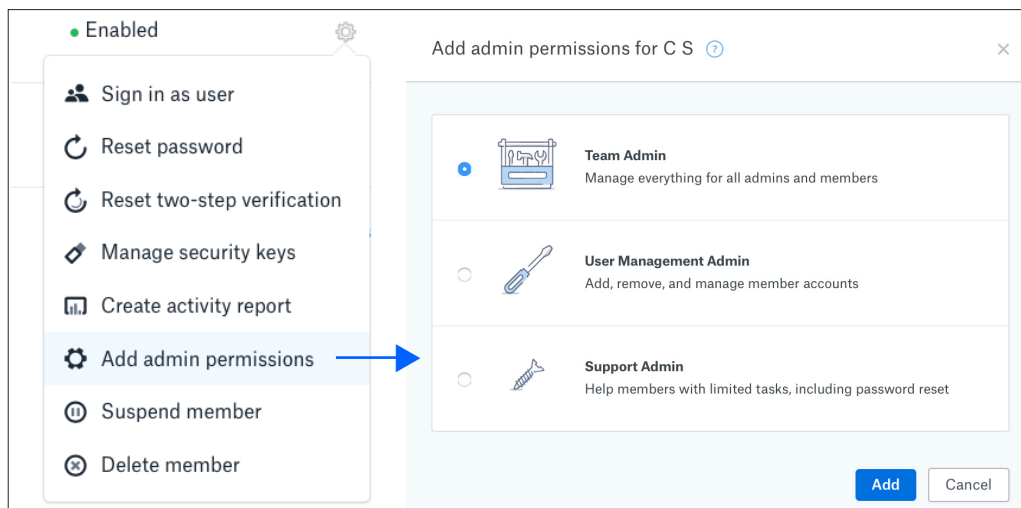 Enabled
Sign in as user
Reset password
Reset two-step verification
Manage security keys
Create activity report
Add admin permissions
Suspend member
Delete member
Add admin permissions for C S ?
Team Admin
Manage everything for all admins and members
User Management Admin
Add, remove, and manage member accounts
Support Admin
Help members with limited tasks, including password reset
Add
Cancel